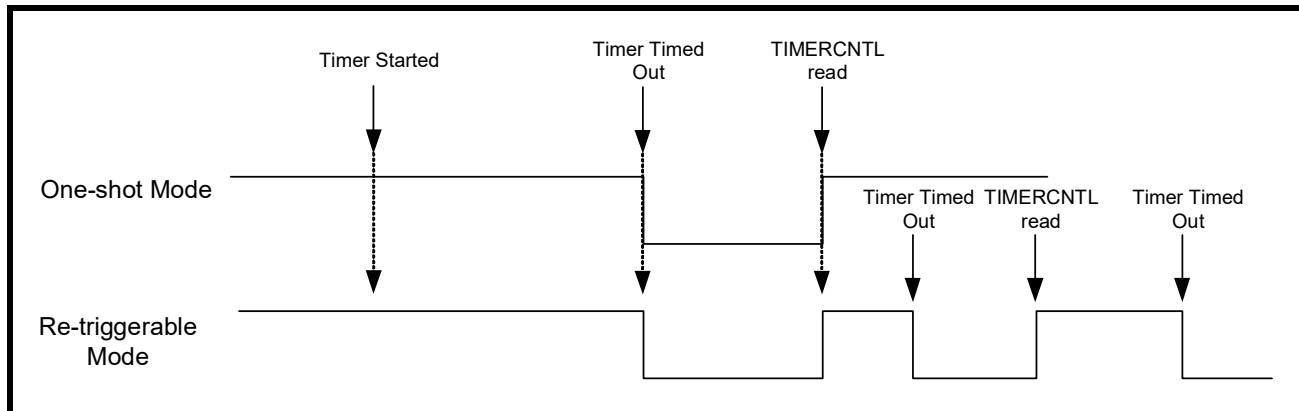 Timer Started
Timer Timed
Out
TIMERCNTL
read
One-shot Mode
Timer Timed
Out
TIMERCNTL
read
Timer Timed
Out
Re-triggerable
Mode